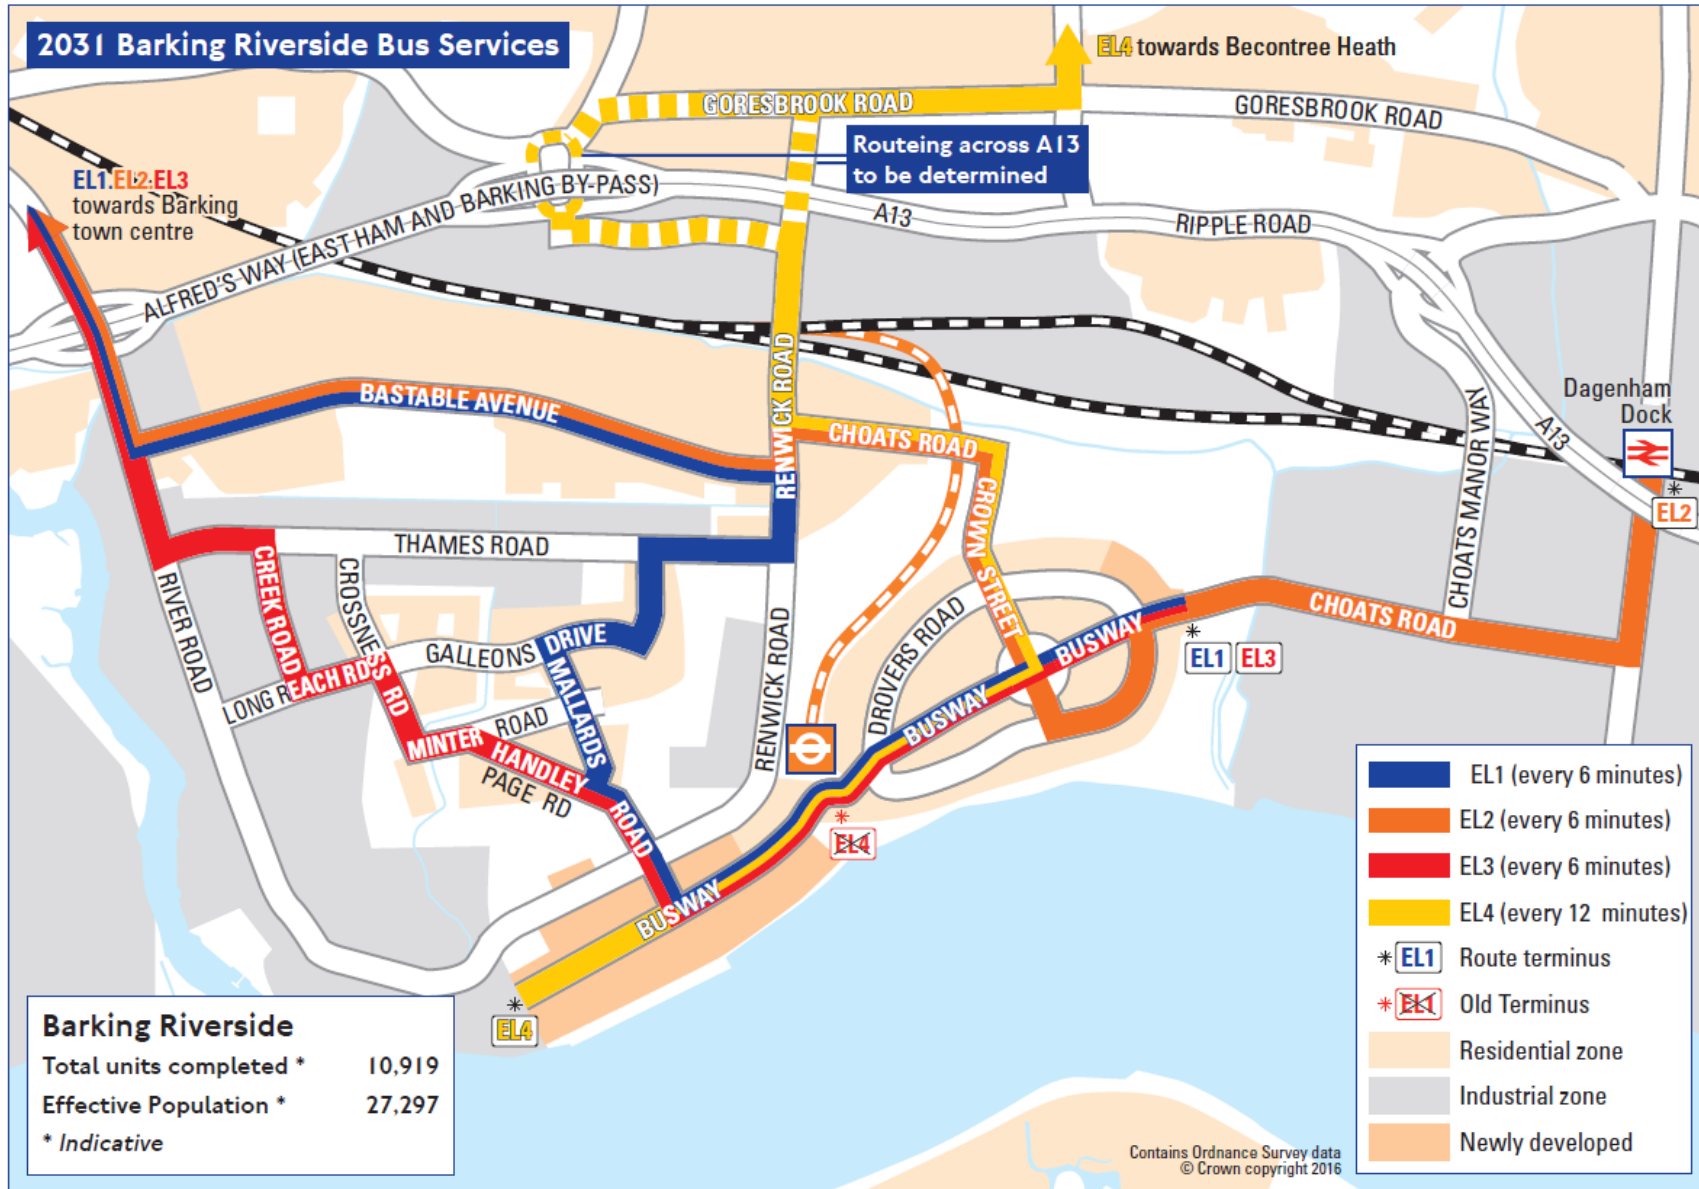 2031 Barking Riverside Bus Services
EL4 towards Becontree Heath
GORESBROOK ROAD
GORESBROOK ROAD
Routeing across A13
to be determined
EL1.EL2.EL3
towards Barking
town centre
ALFRED'S WAY (EAST HAM AND BARKING BY-PASS)
A13
RIPPLE ROAD
RENWICK ROAD
BASTABLE AVENUE
CHOATS ROAD
CHOATS MANOR WAY
Dagenham
Dock
A13
EL2
CROWN STREET
THAMES ROAD
CREEK ROAD
CROSSNESS RD
RIVER ROAD
GALLEONS DRIVE
LONG REACH RD
MALLARDS ROAD
RENWICK ROAD
DROVERS ROAD
BUSWAY
CHOATS ROAD
EL1 EL3
MINTER ROAD
HANDLEY
PAGE RD
BUSWAY
EL4
BUSWAY
EL4
EL1 (every 6 minutes)
EL2 (every 6 minutes)
EL3 (every 6 minutes)
EL4 (every 12 minutes)
* EL1 Route terminus
* EL1 Old Terminus
Residential zone
Industrial zone
Newly developed
Barking Riverside
Total units completed * 10,919
Effective Population * 27,297
* Indicative
Contains Ordnance Survey data
© Crown copyright 2016